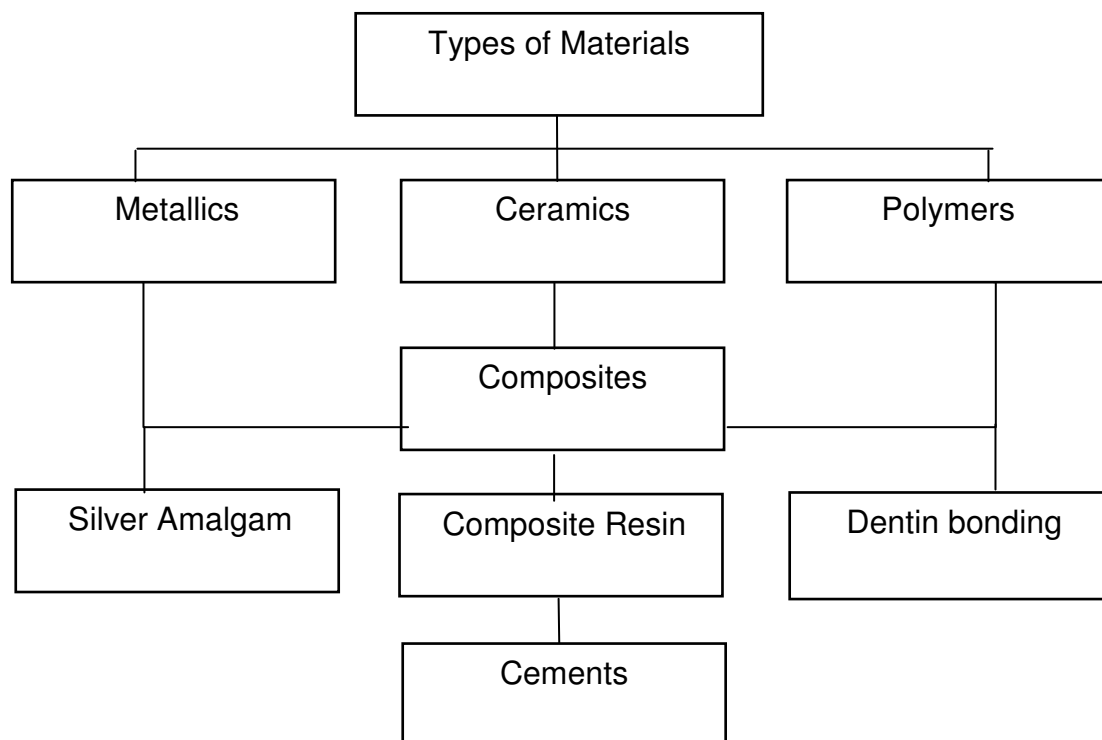 Types of Materials
Metallics
Ceramics
Polymers
Composites
Silver Amalgam
Composite Resin
Dentin bonding
Cements